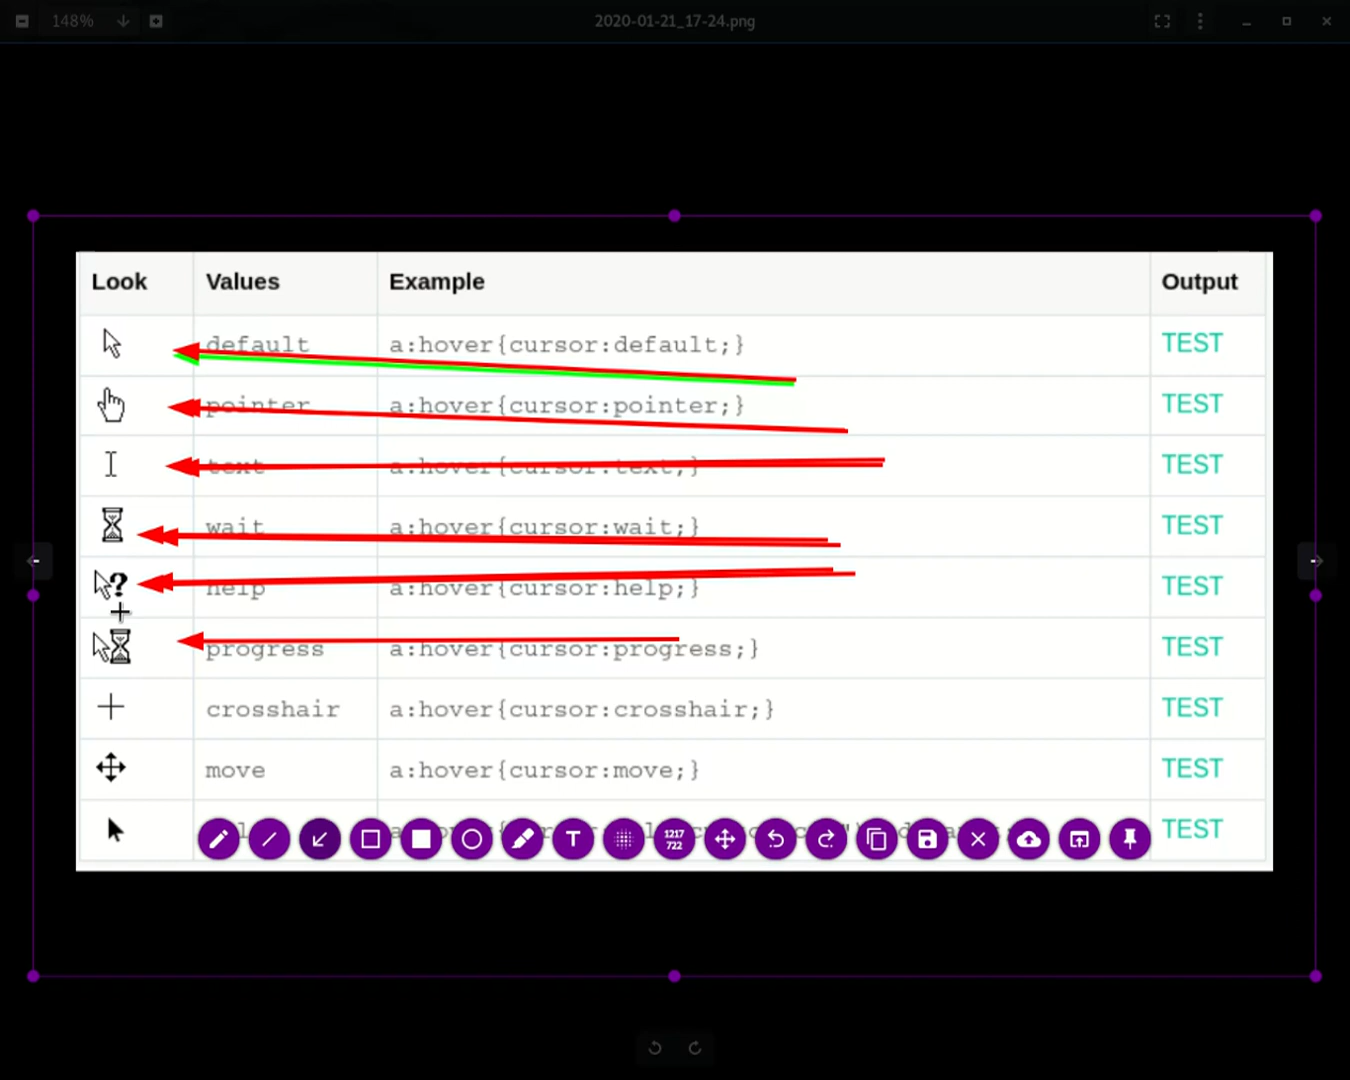 148%
2020-01-21_17-24.png
Look Values Example Output
default a:hover{cursor:default;} TEST
pointer a:hover{cursor:pointer;} TEST
text a:hover{cursor:text;} TEST
wait a:hover{cursor:wait;} TEST
? help a:hover{cursor:help;} TEST
progress a:hover{cursor:progress;} TEST
crosshair a:hover{cursor:crosshair;} TEST
move a:hover{cursor:move;} TEST
TEST
T
1217
722